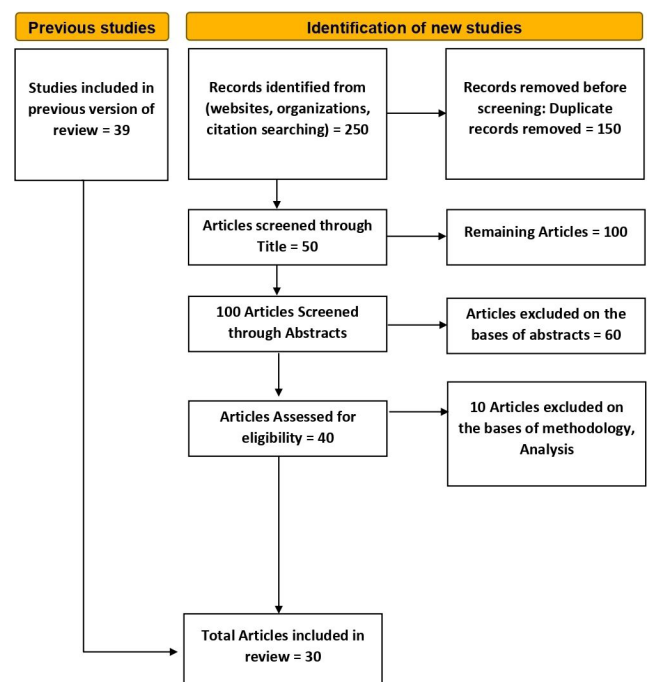 Previous studies
Identification of new studies
Studies included in
previous version of
review = 39
Records identified from
(websites, organizations,
citation searching) = 250
Records removed before
screening: Duplicate
records removed = 150
Articles screened through
Title = 50
Remaining Articles = 100
100 Articles Screened
through Abstracts
Articles excluded on the
bases of abstracts = 60
Articles Assessed for
eligibility = 40
10 Articles excluded on
the bases of methodology,
Analysis
Total Articles included in
review = 30